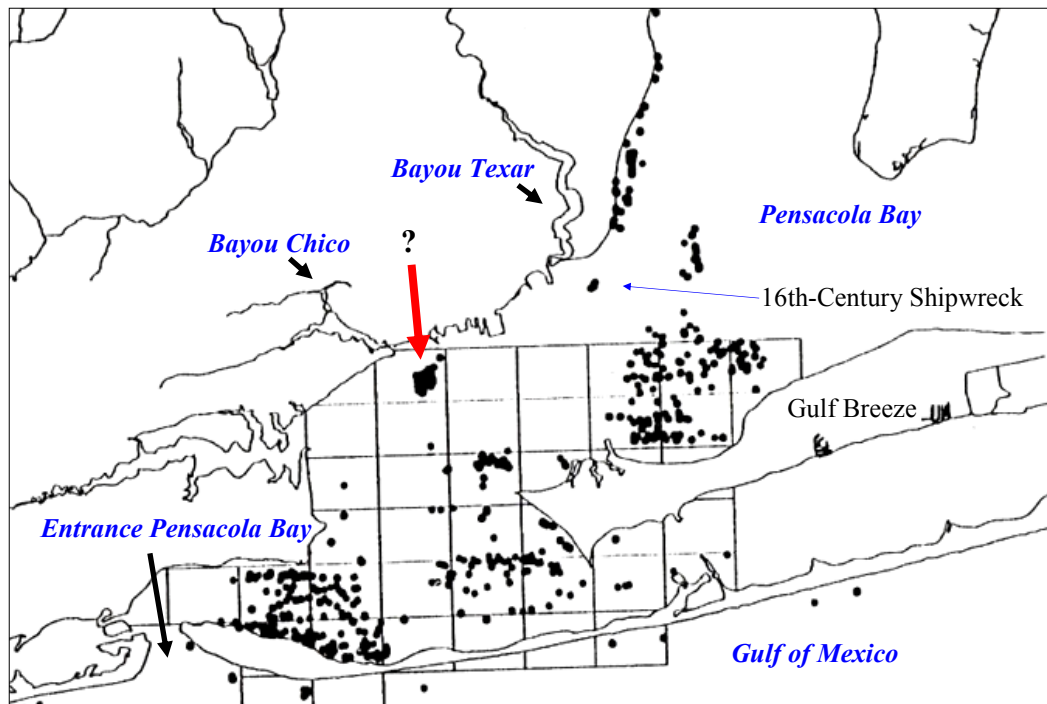 Bayou Texar
Pensacola Bay
Bayou Chico
?
16th-Century Shipwreck
Gulf Breeze
Entrance Pensacola Bay
Gulf of Mexico